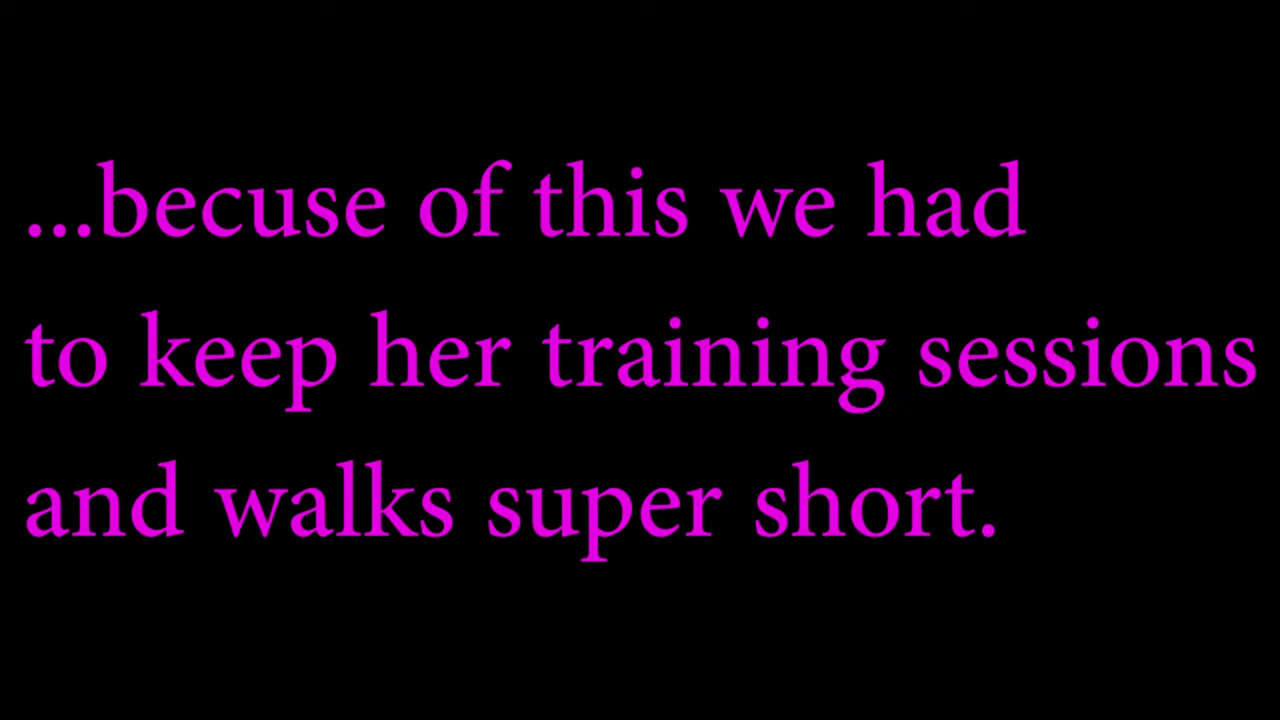 ...becuse of this we had
to keep her training sessions
and walks super short.